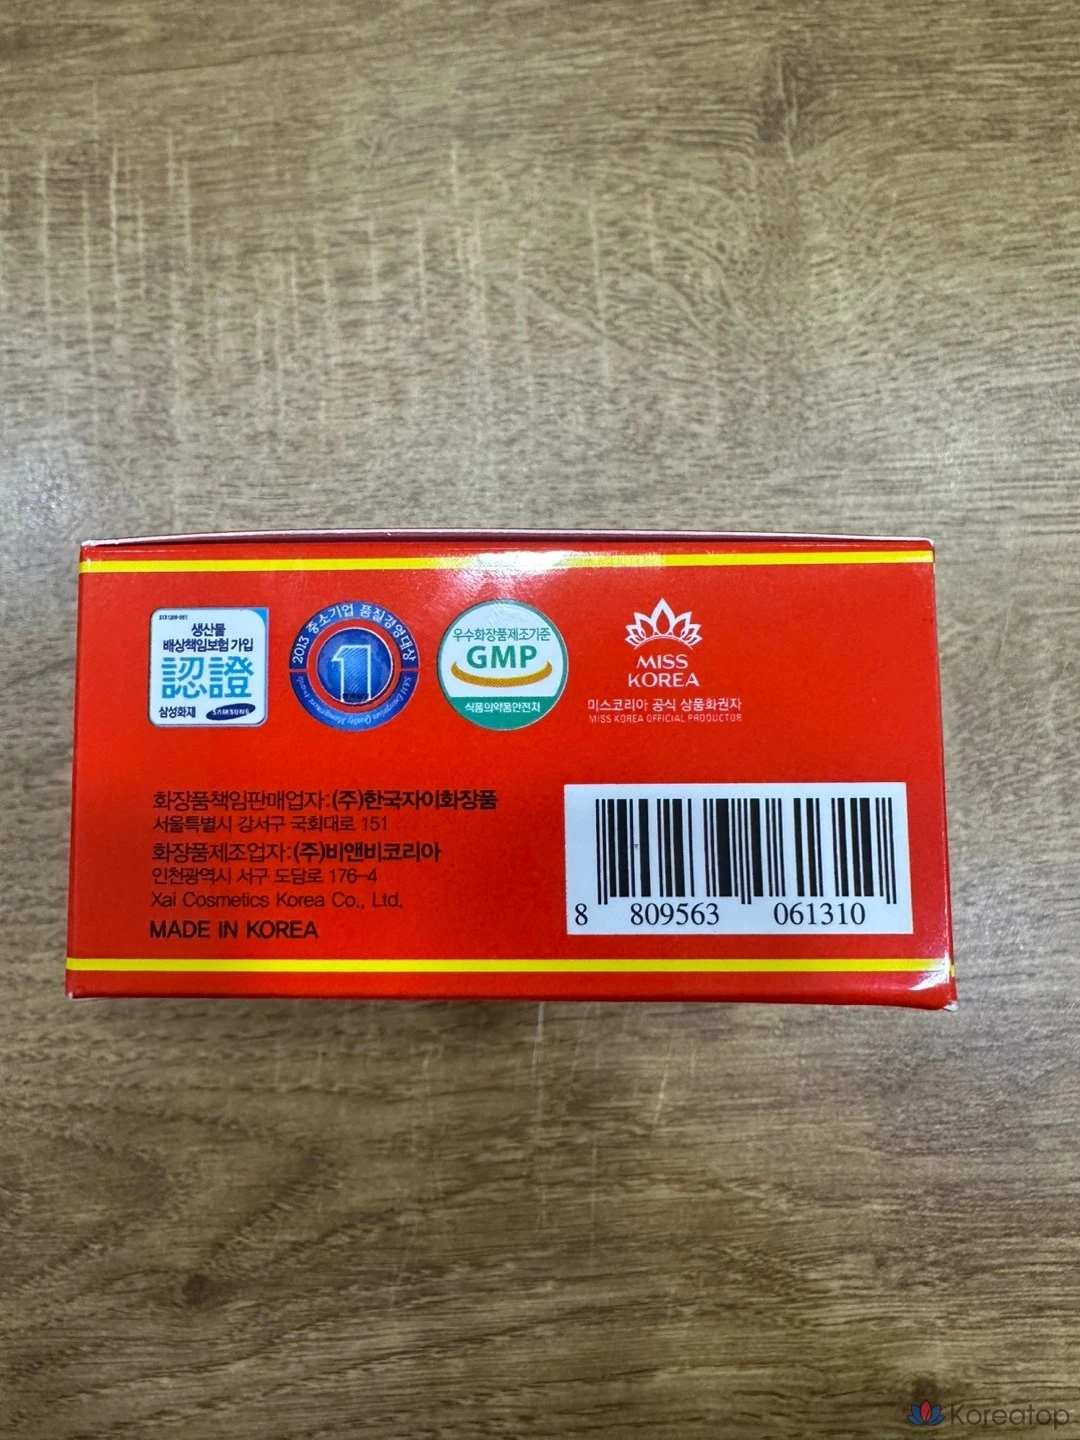 생산물
배상책임보험 가입
認證
삼성화재 SAMSUNG
2013 중소기업 품질경영대상
1
우수화장품제조기준
GMP
식품의약품안전처
MISS
KOREA
미스코리아 공식 상품화권자
MISS KOREA OFFICIAL PRODUCTOR
화장품책임판매업자:(주)한국자이화장품
서울특별시 강서구 국회대로 151
화장품제조업자:(주)비앤비코리아
인천광역시 서구 도담로 176-4
Xai Cosmetics Korea Co., Ltd.
MADE IN KOREA
8 809563 061310
Koreatop